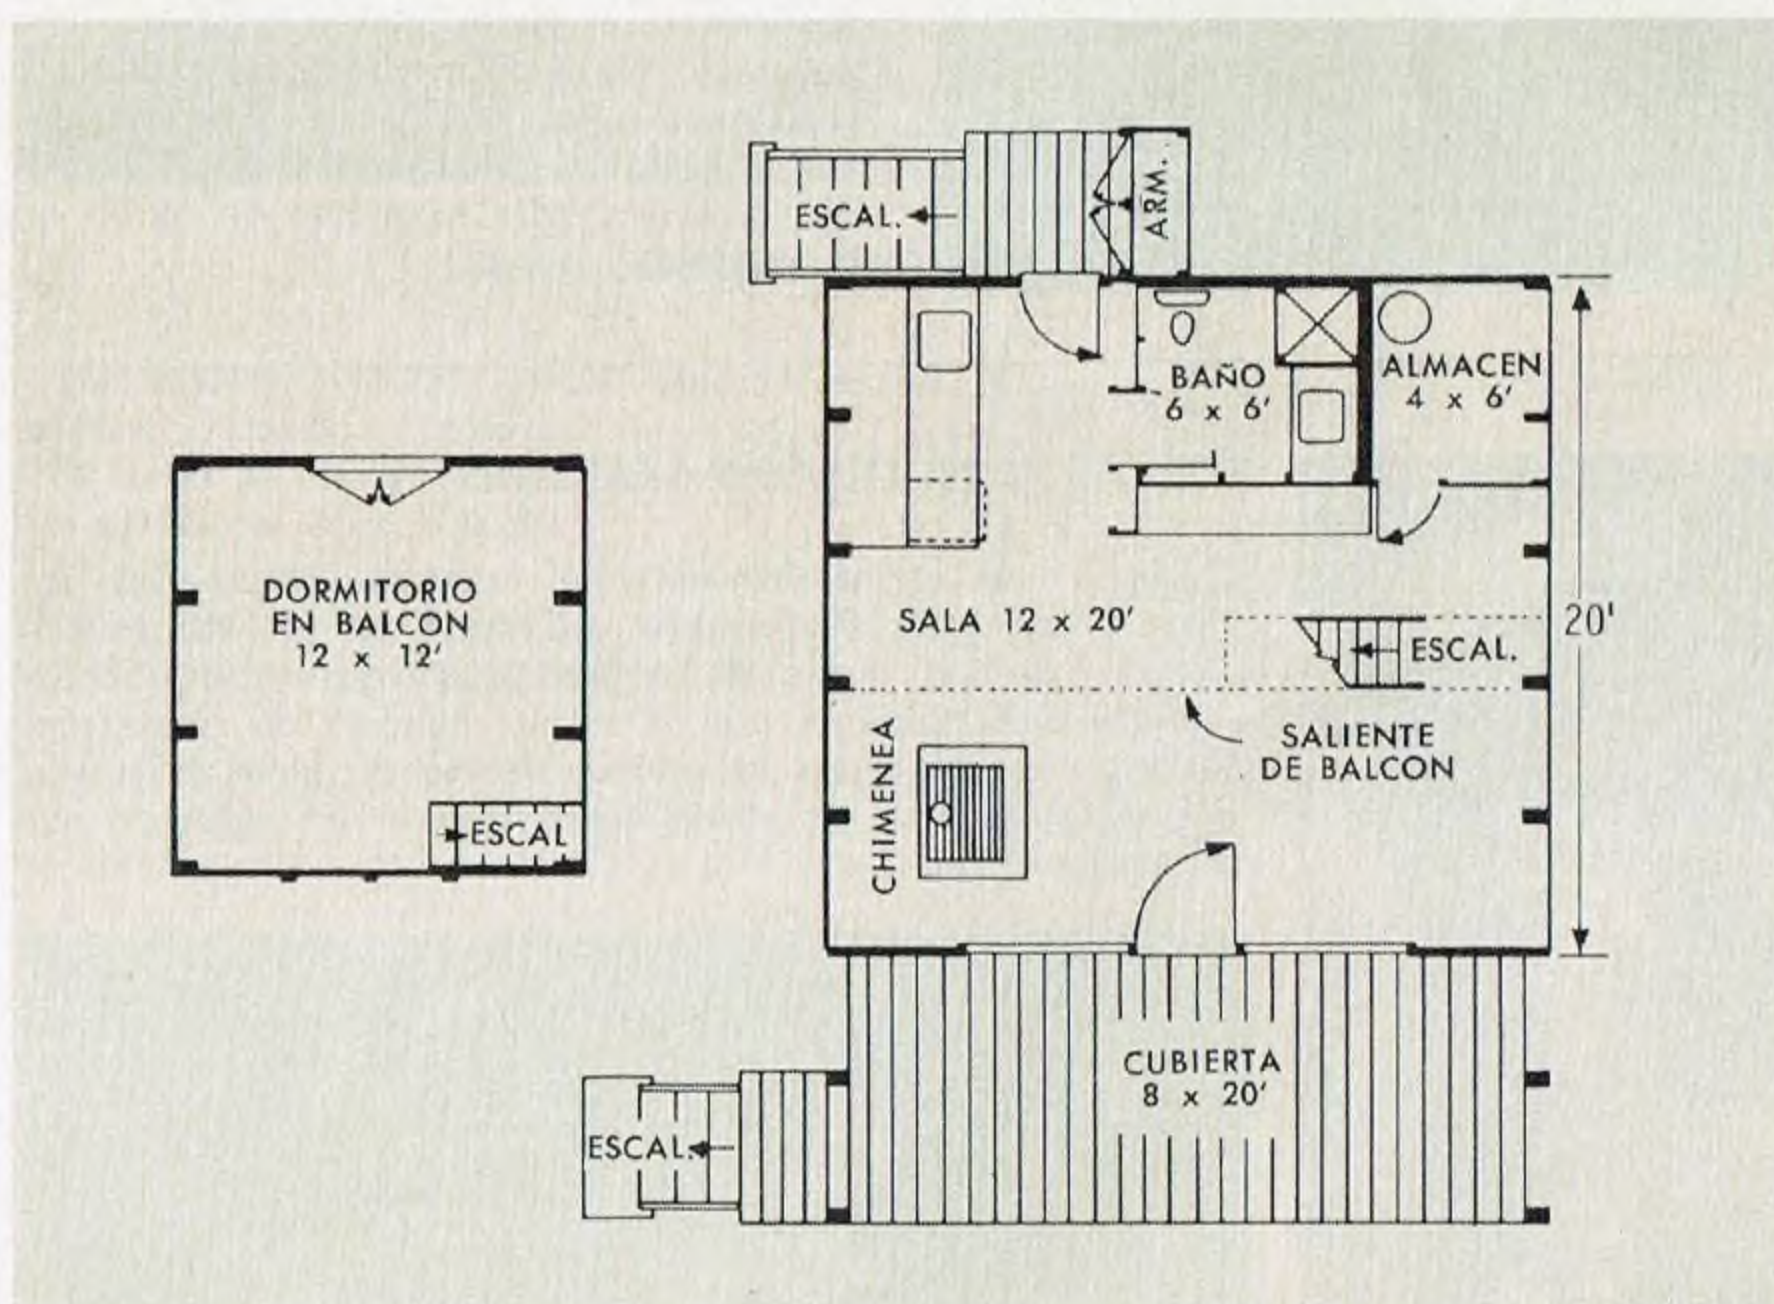 ESCAL.
ARM.
BAÑO
6 x 6'
ALMACEN
4 x 6'
DORMITORIO
EN BALCON
12 x 12'
ESCAL
SALA 12 x 20'
ESCAL.
20'
SALIENTE
DE BALCON
CHIMENEA
CUBIERTA
8 x 20'
ESCAL.